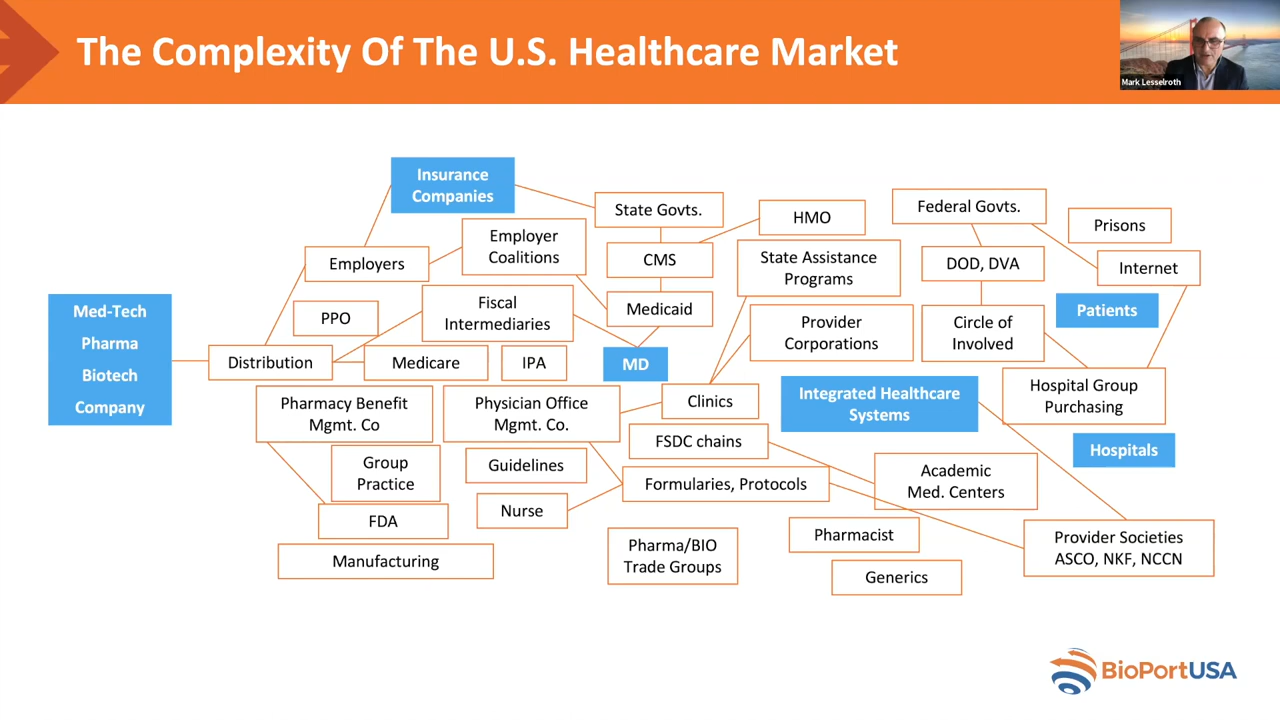 The Complexity Of The U.S. Healthcare Market
Mark Lesselroth
Insurance
Companies
State Govts.
HMO
Federal Govts.
Prisons
Employer
Coalitions
Employers
CMS
State Assistance
Programs
DOD, DVA
Internet
Med-Tech
Pharma
Biotech
Company
PPO
Fiscal
Intermediaries
Medicaid
Provider
Corporations
Circle of
Involved
Patients
Distribution
Medicare
IPA
MD
Pharmacy Benefit
Mgmt. Co
Physician Office
Mgmt. Co.
Clinics
Integrated Healthcare
Systems
Hospital Group
Purchasing
FSDC chains
Hospitals
Group
Practice
Guidelines
Formularies, Protocols
Academic
Med. Centers
FDA
Nurse
Pharmacist
Provider Societies
ASCO, NKF, NCCN
Manufacturing
Pharma/BIO
Trade Groups
Generics
BioPortUSA